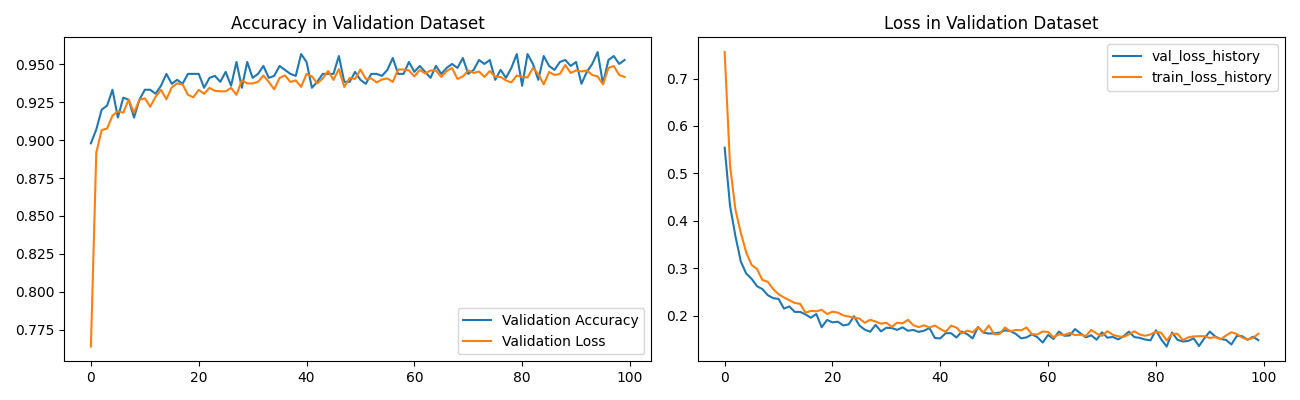 Accuracy in Validation Dataset
0.950
0.925
0.900
0.875
0.850
0.825
0.800
0.775
Validation Accuracy
Validation Loss
0 20 40 60 80 100
Loss in Validation Dataset
0.7
0.6
0.5
0.4
0.3
0.2
val_loss_history
train_loss_history
0 20 40 60 80 100